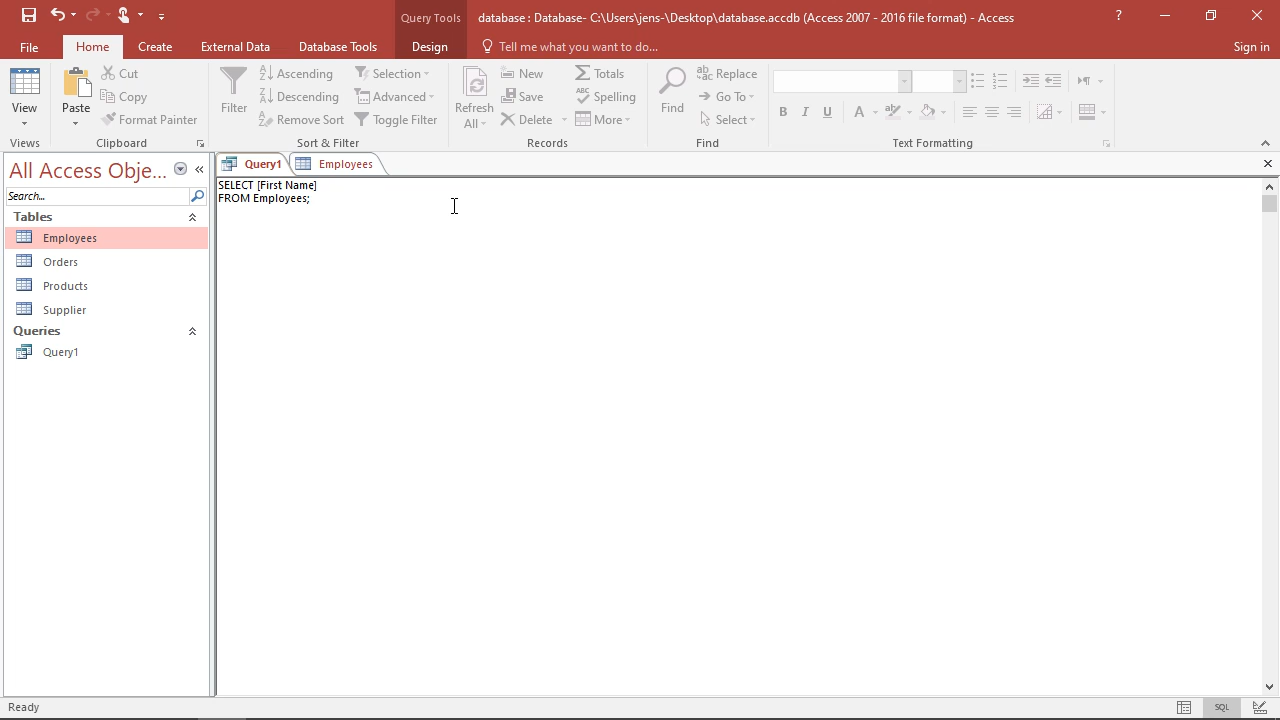 Query Tools
database : Database- C:\Users\jens-\Desktop\database.accdb (Access 2007 - 2016 file format) - Access
?
File
Home
Create
External Data
Database Tools
Design
Tell me what you want to do...
Sign in
View
Views
Paste
Cut
Copy
Format Painter
Clipboard
Filter
Ascending
Descending
Remove Sort
Selection
Advanced
Toggle Filter
Sort & Filter
Refresh
All
New
Save
Delete
Totals
Spelling
More
Records
Find
Replace
Go To
Select
Find
B I U
Text Formatting
All Access Obje...
Search...
Tables
Employees
Orders
Products
Supplier
Queries
Query1
Query1
Employees
SELECT [First Name]
FROM Employees;
Ready
SQL